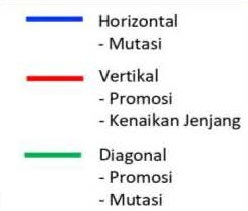 Horizontal
- Mutasi
Vertikal
- Promosi
- Kenaikan Jenjang
Diagonal
- Promosi
- Mutasi